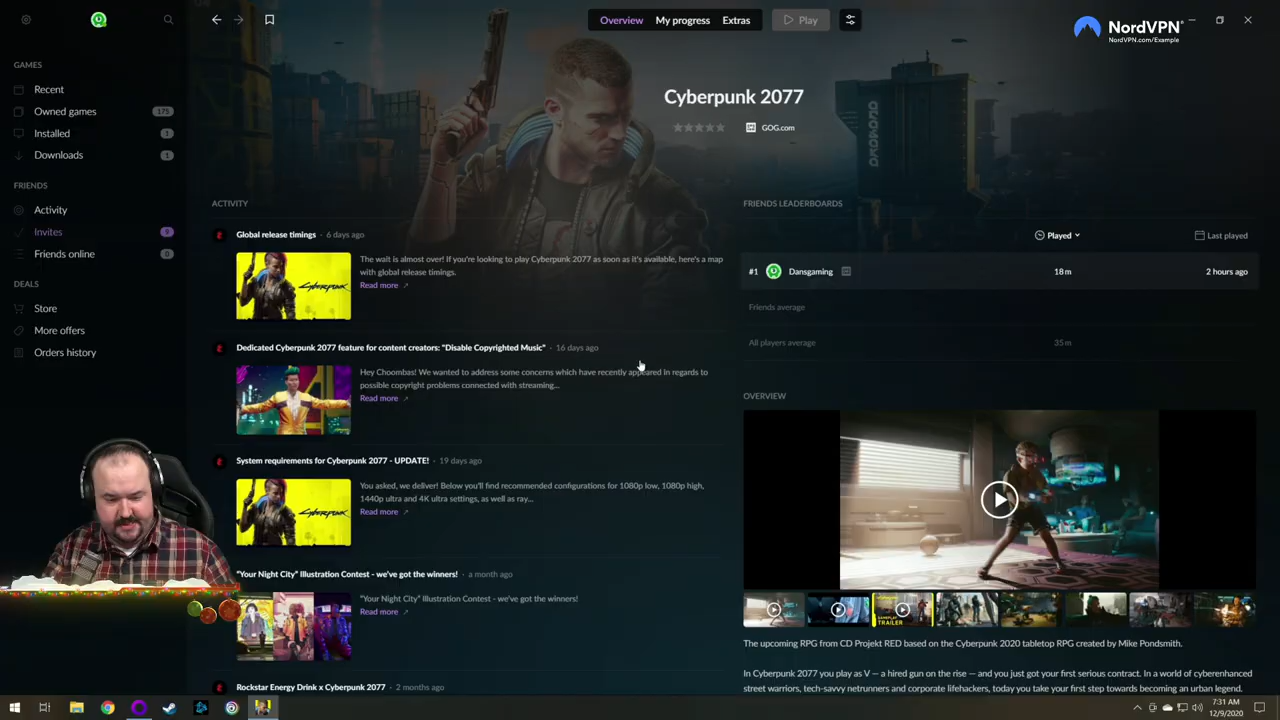 Overview
My progress
Extras
Play
NordVPN®
NordVPN.com/Example
GAMES
Recent
Owned games 175
Installed 1
Downloads 1
FRIENDS
Activity
Invites 9
Friends online 0
DEALS
Store
More offers
Orders history
Cyberpunk 2077
GOG.com
ACTIVITY
Global release timings • 6 days ago
The wait is almost over! If you're looking to play Cyberpunk 2077 as soon as it's available, here's a map
with global release timings.
Read more
Dedicated Cyberpunk 2077 feature for content creators: "Disable Copyrighted Music" • 16 days ago
Hey Choombas! We wanted to address some concerns which have recently appeared in regards to
possible copyright problems connected with streaming...
Read more
System requirements for Cyberpunk 2077 - UPDATE! • 19 days ago
You asked, we deliver! Below you'll find recommended configurations for 1080p low, 1080p high,
1440p ultra and 4K ultra settings, as well as ray...
Read more
"Your Night City" Illustration Contest - we've got the winners! • a month ago
"Your Night City" Illustration Contest - we've got the winners!
Read more
Rockstar Energy Drink x Cyberpunk 2077 • 2 months ago
FRIENDS LEADERBOARDS
Played
Last played
#1 Dansgaming 18 m 2 hours ago
Friends average
All players average 35 m
OVERVIEW
GAMEPLAY
TRAILER
The upcoming RPG from CD Projekt RED based on the Cyberpunk 2020 tabletop RPG created by Mike Pondsmith.
In Cyberpunk 2077 you play as V — a hired gun on the rise — and you just got your first serious contract. In a world of cyberenhanced
street warriors, tech-savvy netrunners and corporate lifehackers, today you take your first step towards becoming an urban legend.
7:31 AM
12/9/2020